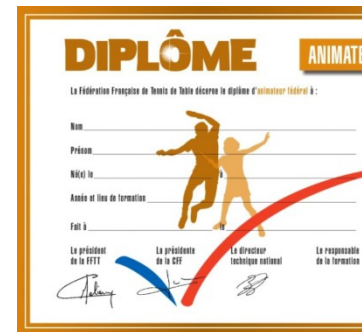 DIPLÔME
ANIMATE
La Fédération Française de Tennis de Table décerne le diplôme d'animateur fédéral à :
Nom
Prénom
Né(e) le à
Année et lieu de formation
Fait à le
Le président de la FFTT
La présidente de la CFF
Le directeur technique national
Le responsable de la formation